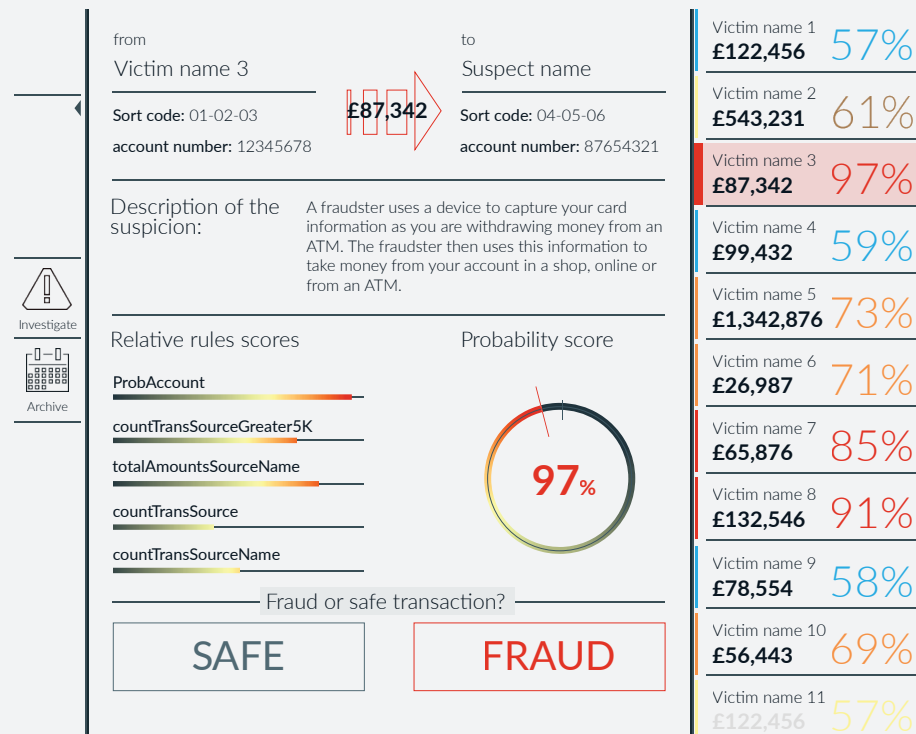 Investigate
Archive
from
Victim name 3
Sort code: 01-02-03
account number: 12345678
£87,342
to
Suspect name
Sort code: 04-05-06
account number: 87654321
Description of the
suspicion:
A fraudster uses a device to capture your card
information as you are withdrawing money from an
ATM. The fraudster then uses this information to
take money from your account in a shop, online or
from an ATM.
Relative rules scores
ProbAccount
countTransSourceGreater5K
totalAmountsSourceName
countTransSource
countTransSourceName
Probability score
97%
Fraud or safe transaction?
SAFE
FRAUD
Victim name 1
£122,456
57%
Victim name 2
£543,231
61%
Victim name 3
£87,342
97%
Victim name 4
£99,432
59%
Victim name 5
£1,342,876
73%
Victim name 6
£26,987
71%
Victim name 7
£65,876
85%
Victim name 8
£132,546
91%
Victim name 9
£78,554
58%
Victim name 10
£56,443
69%
Victim name 11
£122,456
57%